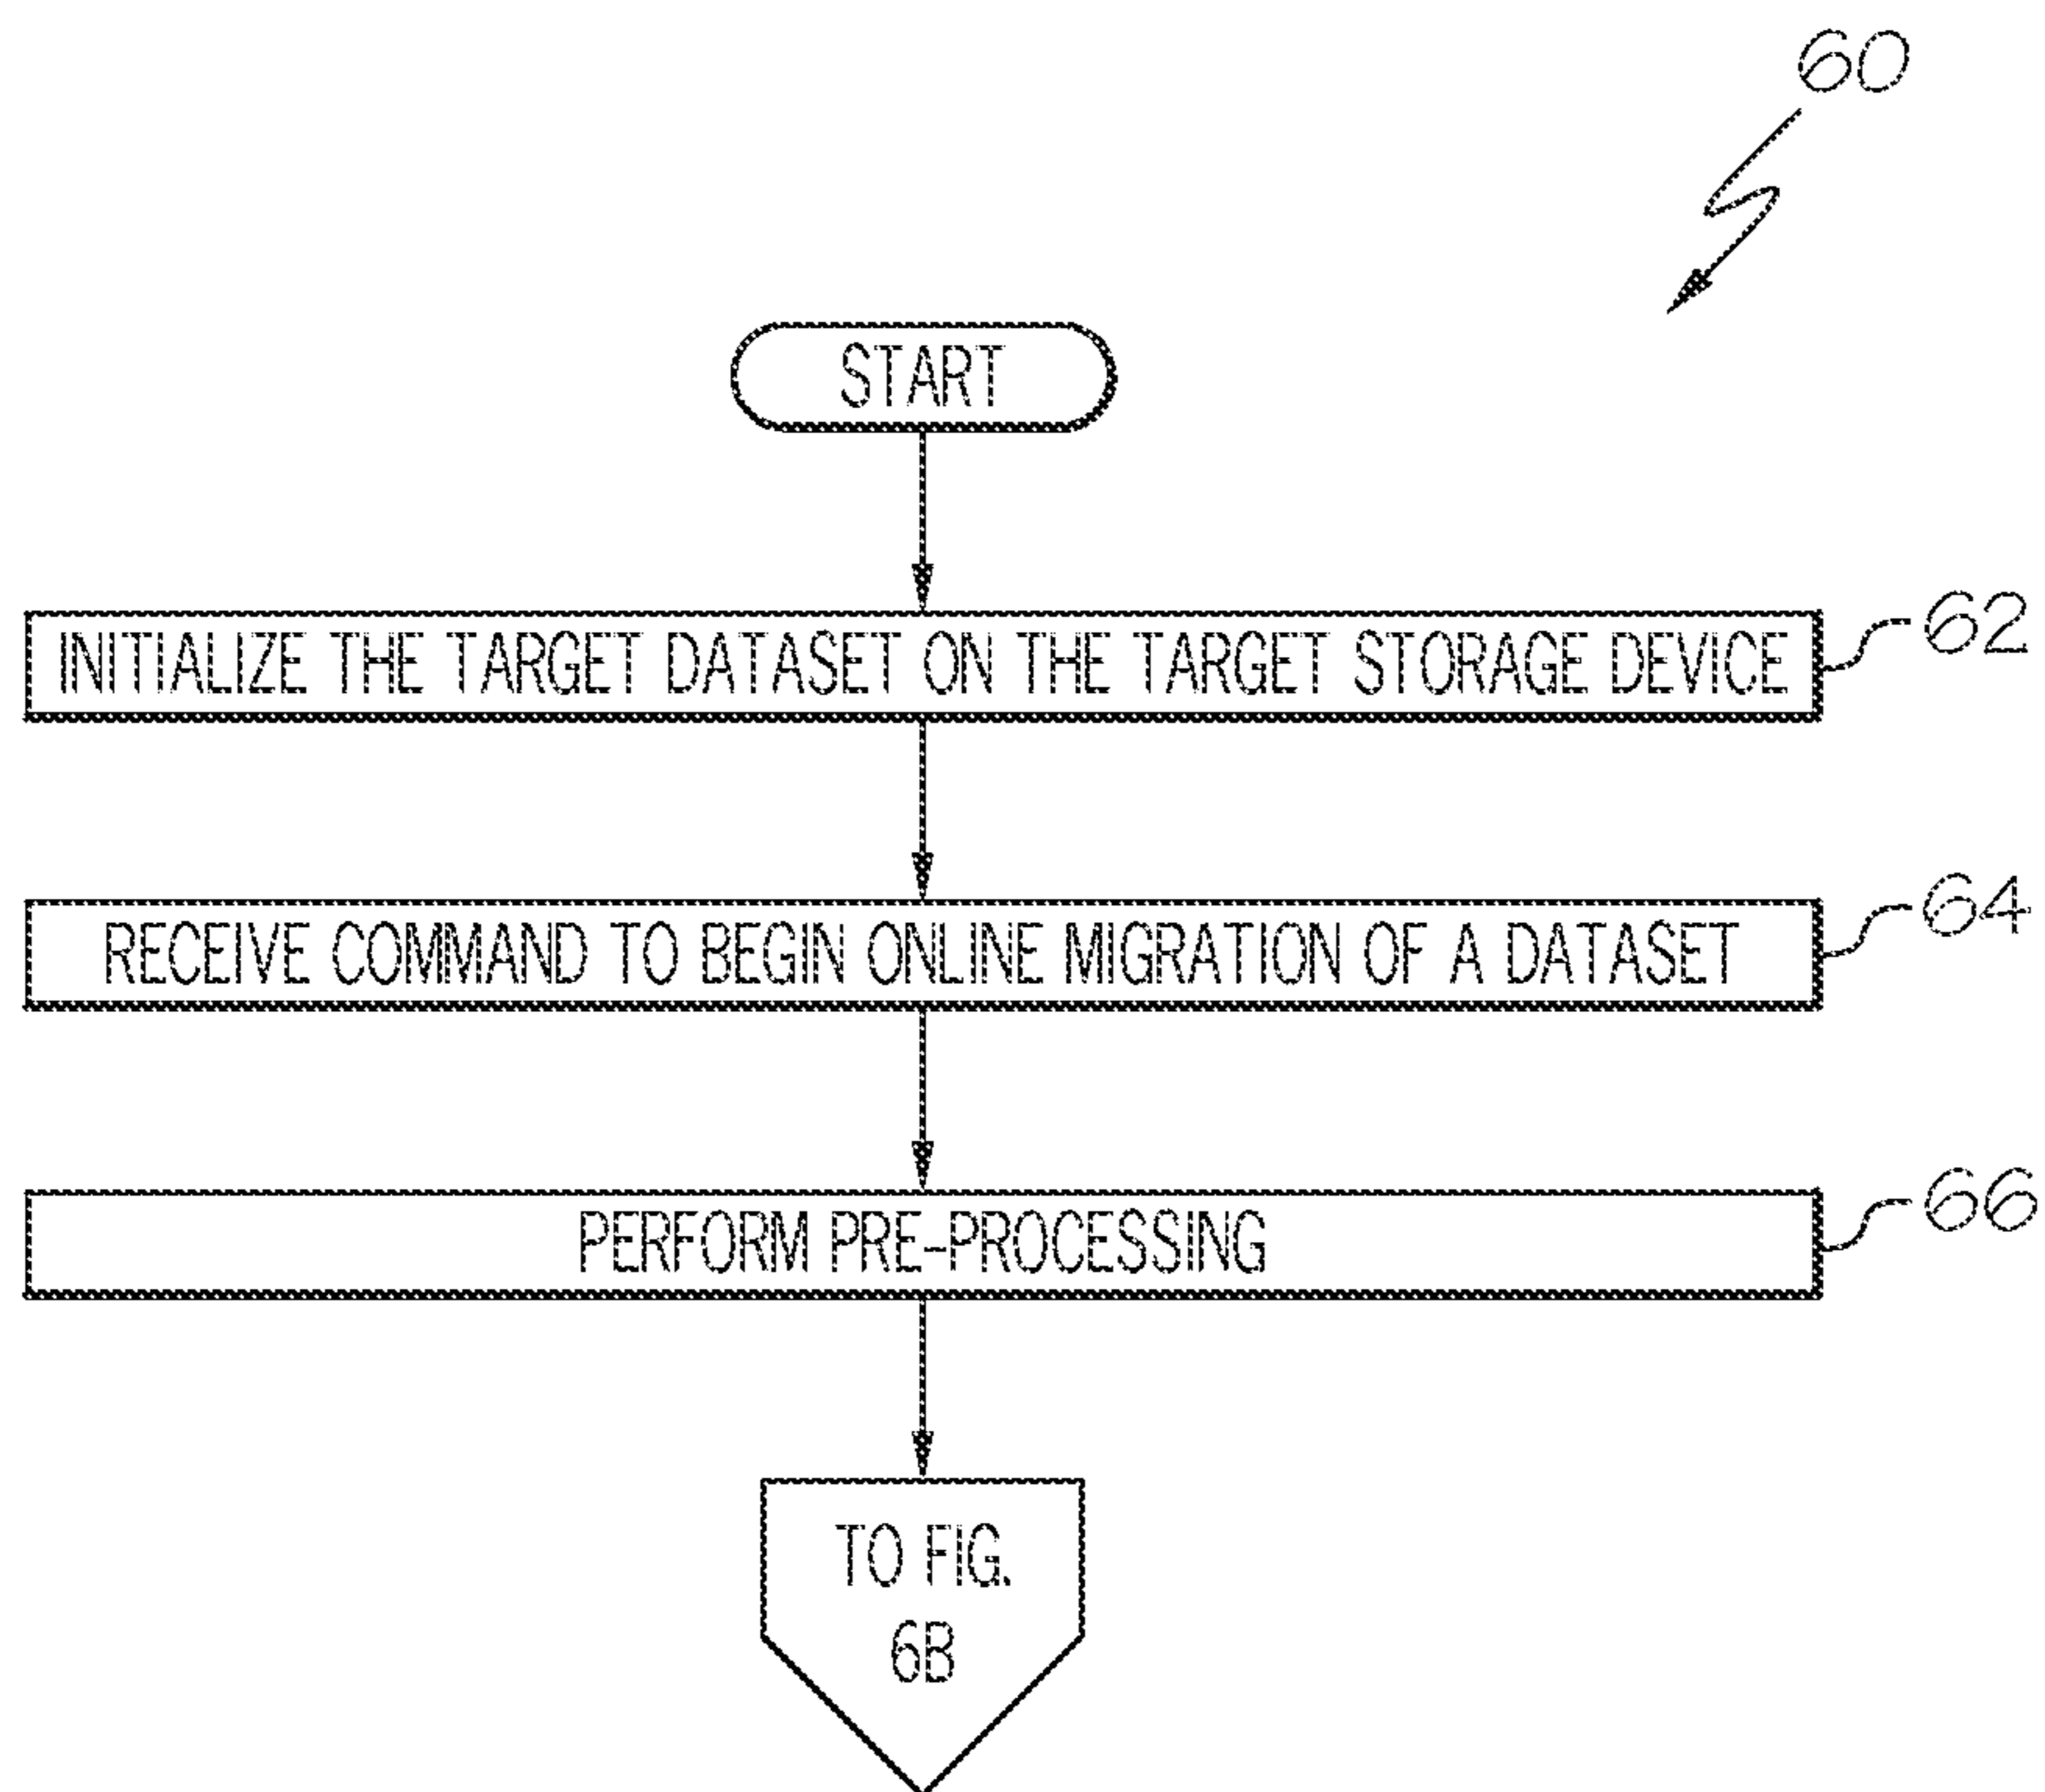 60
START
INITIALIZE THE TARGET DATASET ON THE TARGET STORAGE DEVICE
62
RECEIVE COMMAND TO BEGIN ONLINE MIGRATION OF A DATASET
64
PERFORM PRE-PROCESSING
66
TO FIG.
6B